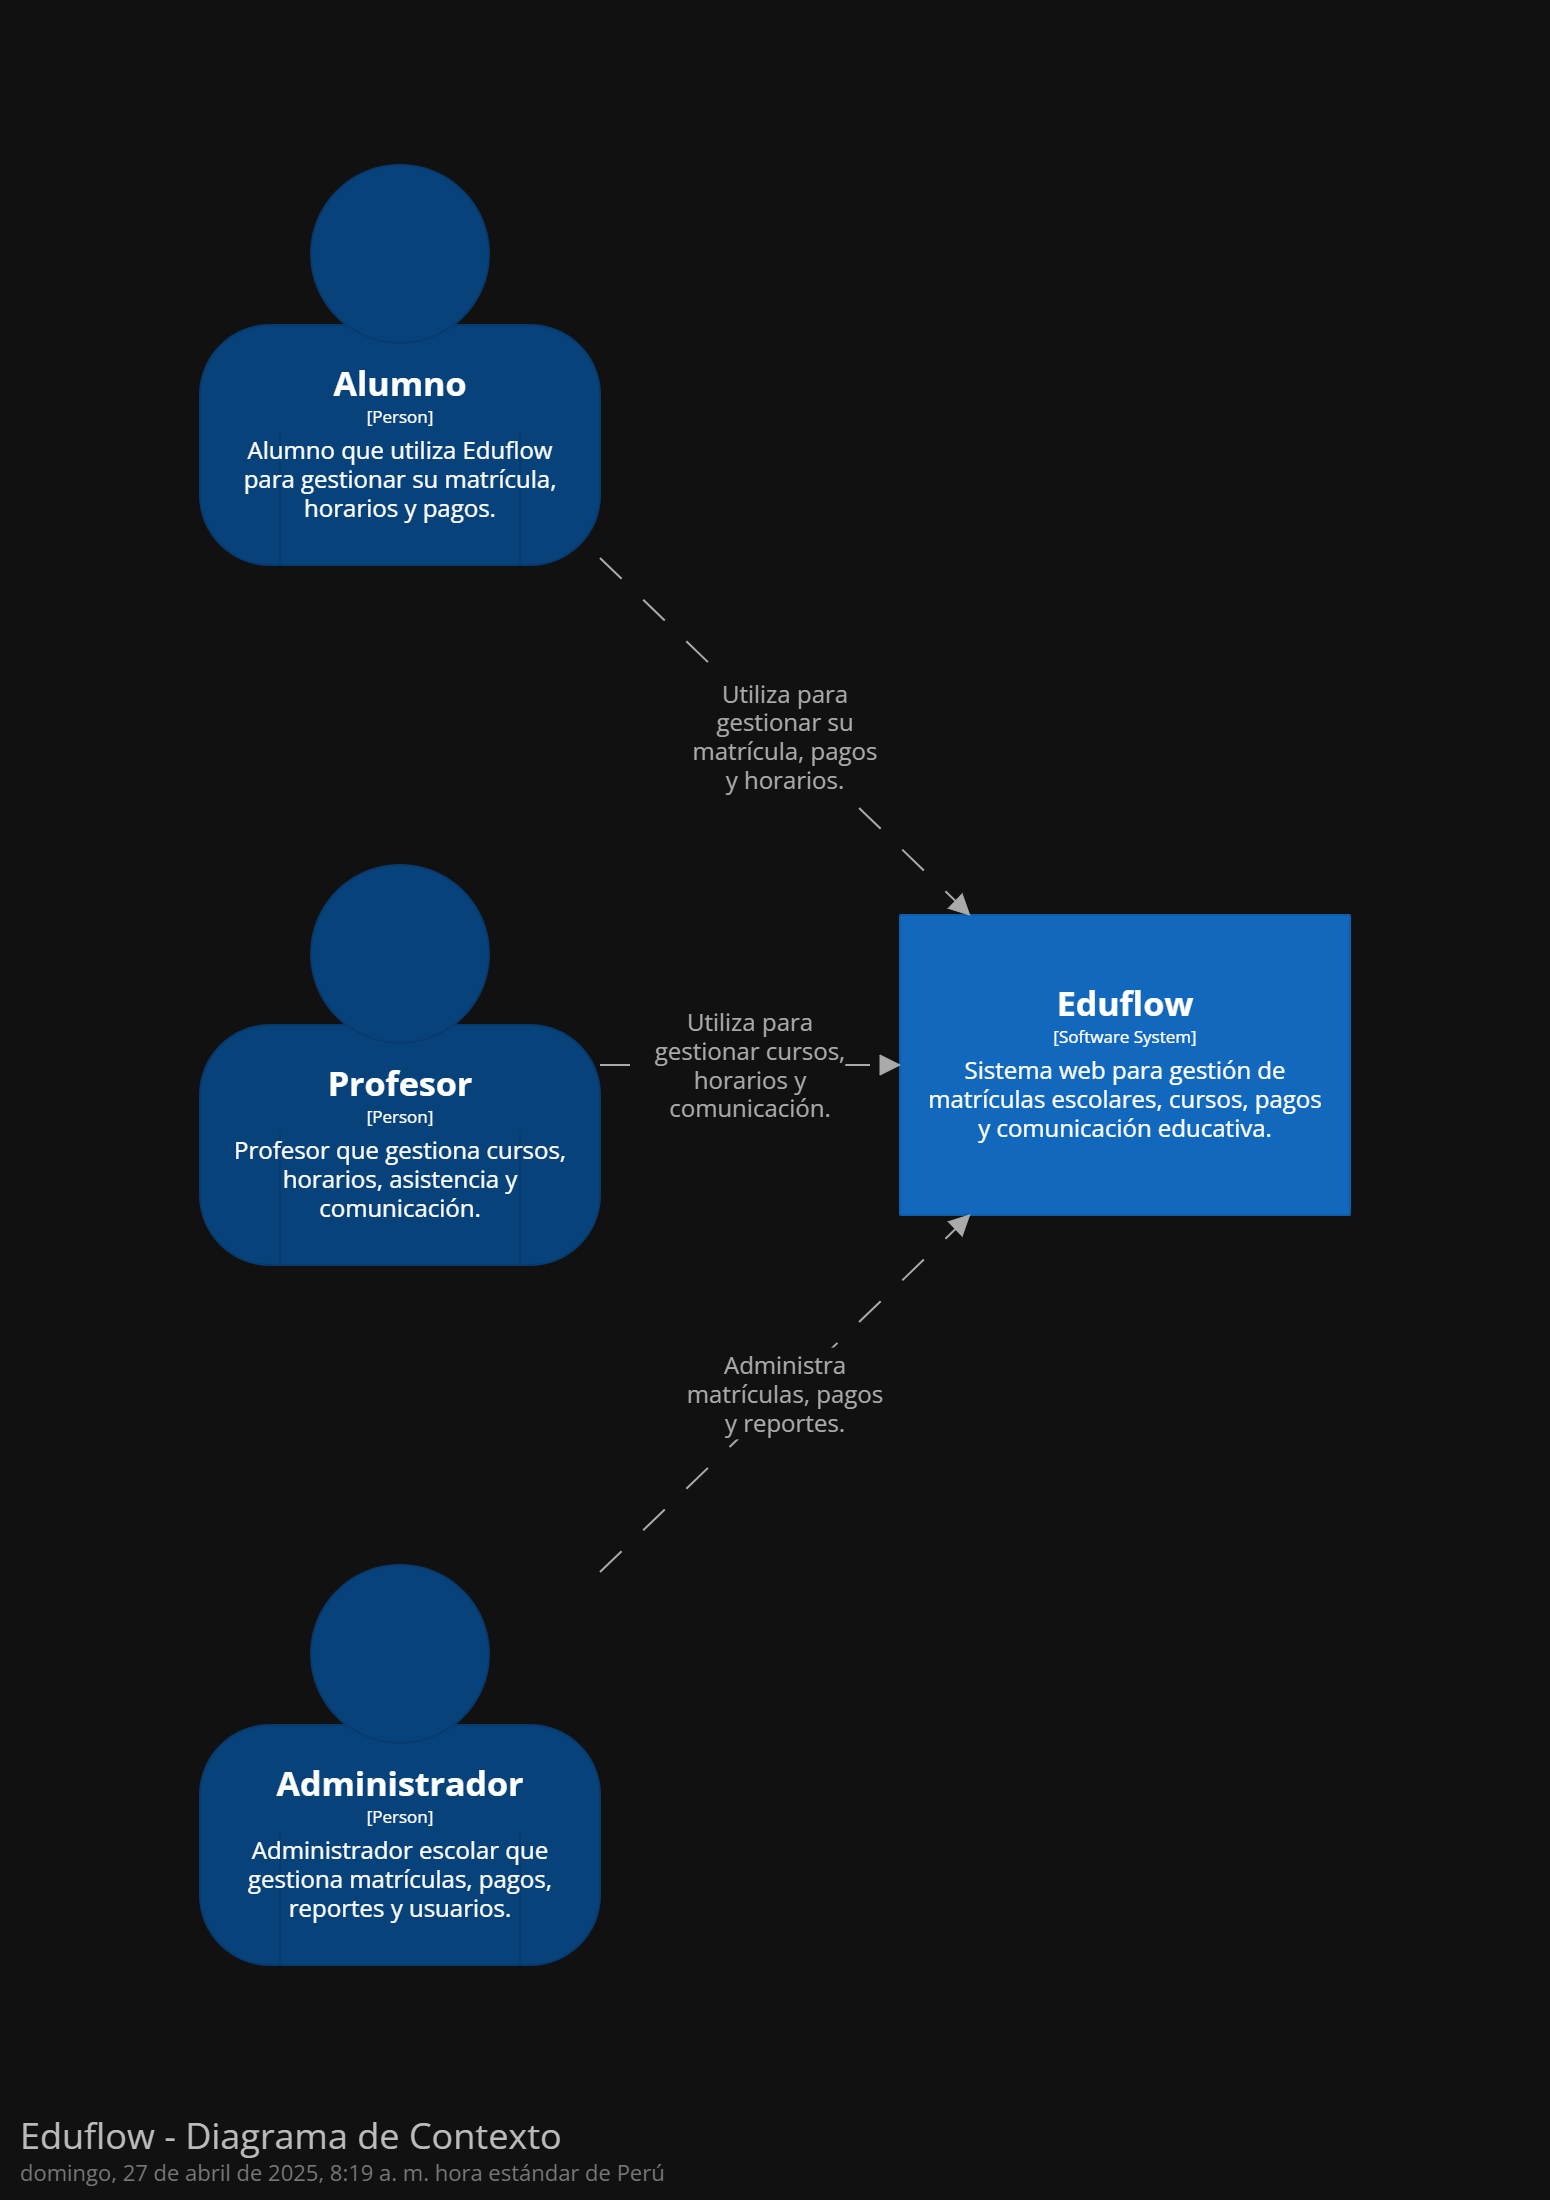 Alumno
[Person]
Alumno que utiliza Eduflow
para gestionar su matrícula,
horarios y pagos.
Utiliza para
gestionar su
matrícula, pagos
y horarios.
Profesor
[Person]
Profesor que gestiona cursos,
horarios, asistencia y
comunicación.
Utiliza para
gestionar cursos,
horarios y
comunicación.
Eduflow
[Software System]
Sistema web para gestión de
matrículas escolares, cursos, pagos
y comunicación educativa.
Administra
matrículas, pagos
y reportes.
Administrador
[Person]
Administrador escolar que
gestiona matrículas, pagos,
reportes y usuarios.
Eduflow - Diagrama de Contexto
domingo, 27 de abril de 2025, 8:19 a. m. hora estándar de Perú